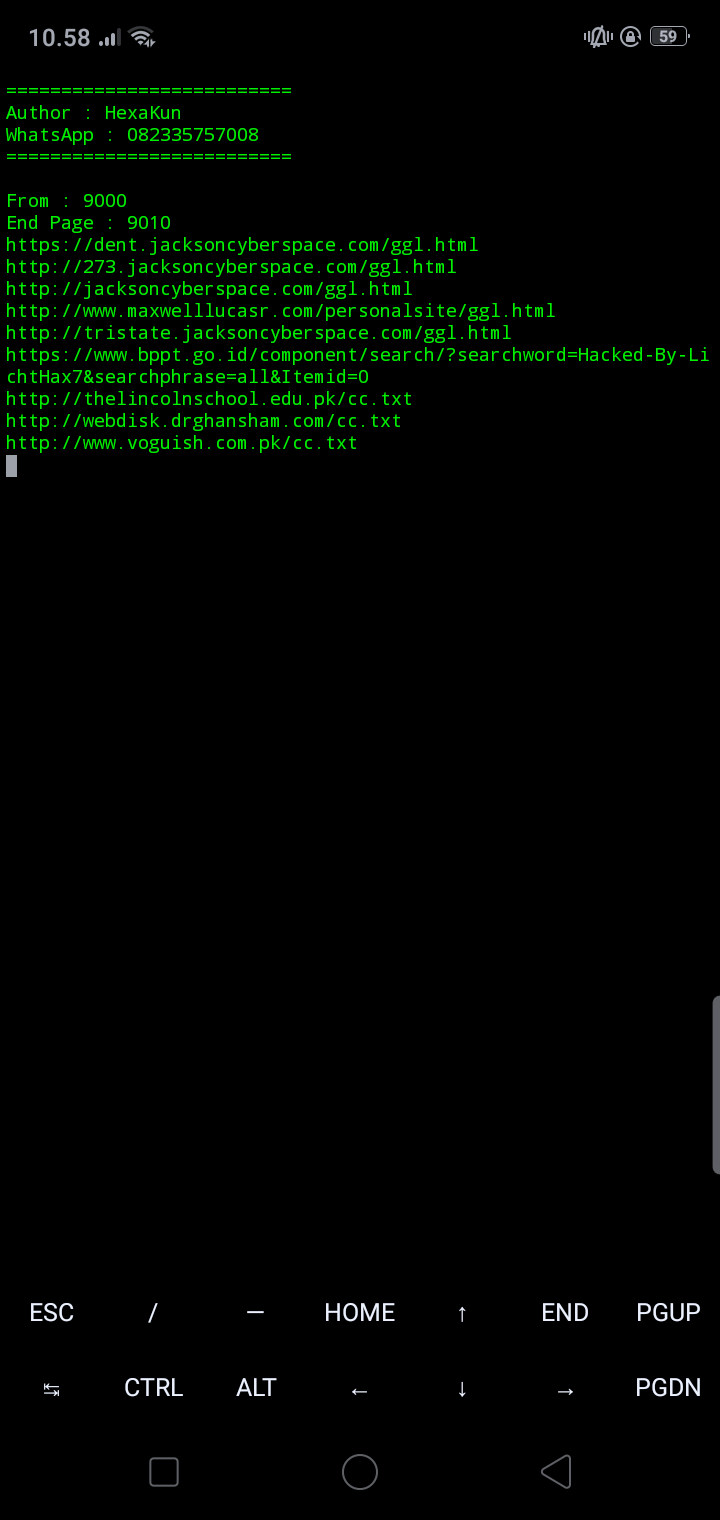 10.58
59
==========================
Author : HexaKun
WhatsApp : 082335757008
==========================
From : 9000
End Page : 9010
https://dent.jacksoncyberspace.com/ggl.html
http://273.jacksoncyberspace.com/ggl.html
http://jacksoncyberspace.com/ggl.html
http://www.maxwelllucasr.com/personalsite/ggl.html
http://tristate.jacksoncyberspace.com/ggl.html
https://www.bppt.go.id/component/search/?searchword=Hacked-By-Li
chtHax7&searchphrase=all&Itemid=0
http://thelincolnschool.edu.pk/cc.txt
http://webdisk.drghansham.com/cc.txt
http://www.voguish.com.pk/cc.txt
ESC / — HOME ↑ END PGUP
↹ CTRL ALT ← ↓ → PGDN